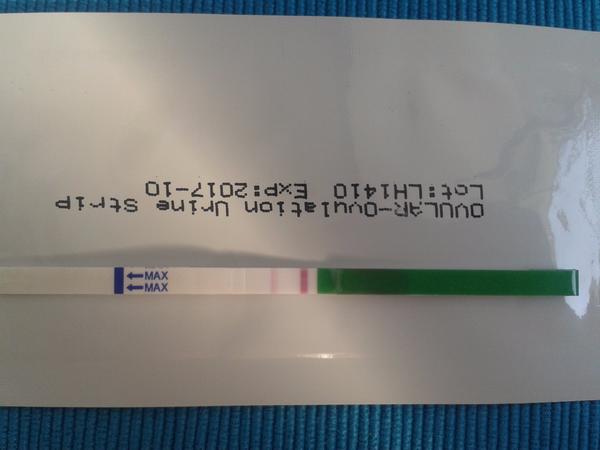 OVULAR-Ovulation Urine Strip
Lot:LH1410 Exp:2017-10
MAX
MAX